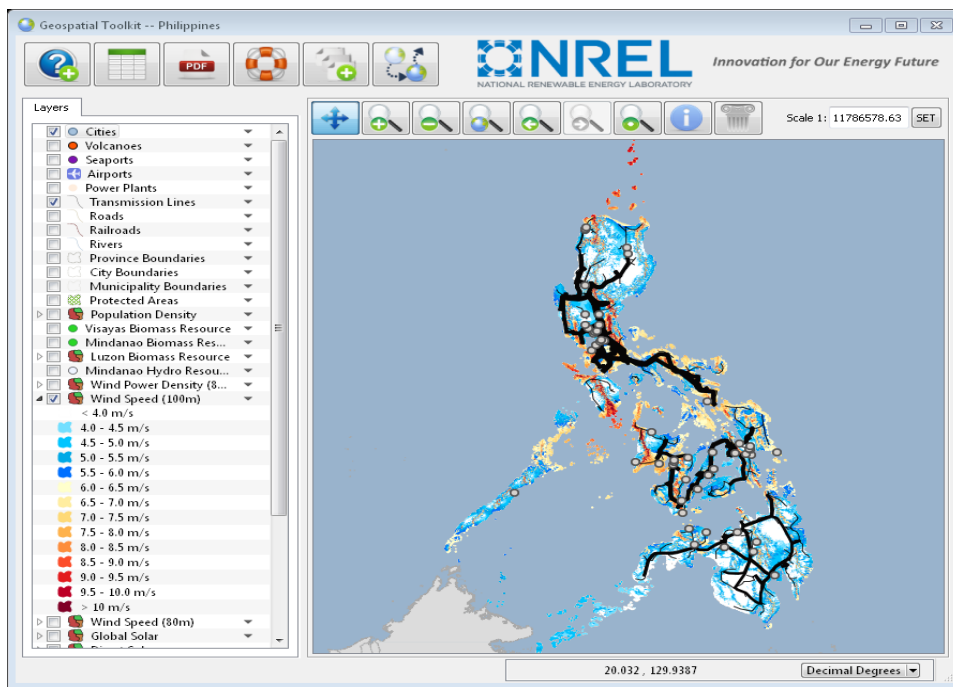 Geospatial Toolkit -- Philippines
PDF
NREL
NATIONAL RENEWABLE ENERGY LABORATORY
Innovation for Our Energy Future
Layers
Scale 1: 11786578.63 SET
Cities
Volcanoes
Seaports
Airports
Power Plants
Transmission Lines
Roads
Railroads
Rivers
Province Boundaries
City Boundaries
Municipality Boundaries
Protected Areas
Population Density
Visayas Biomass Resource
Mindanao Biomass Res...
Luzon Biomass Resource
Mindanao Hydro Resou...
Wind Power Density (8...
Wind Speed (100m)
< 4.0 m/s
4.0 - 4.5 m/s
4.5 - 5.0 m/s
5.0 - 5.5 m/s
5.5 - 6.0 m/s
6.0 - 6.5 m/s
6.5 - 7.0 m/s
7.0 - 7.5 m/s
7.5 - 8.0 m/s
8.0 - 8.5 m/s
8.5 - 9.0 m/s
9.0 - 9.5 m/s
9.5 - 10.0 m/s
> 10 m/s
Wind Speed (80m)
Global Solar
20.032 , 129.9387 Decimal Degrees